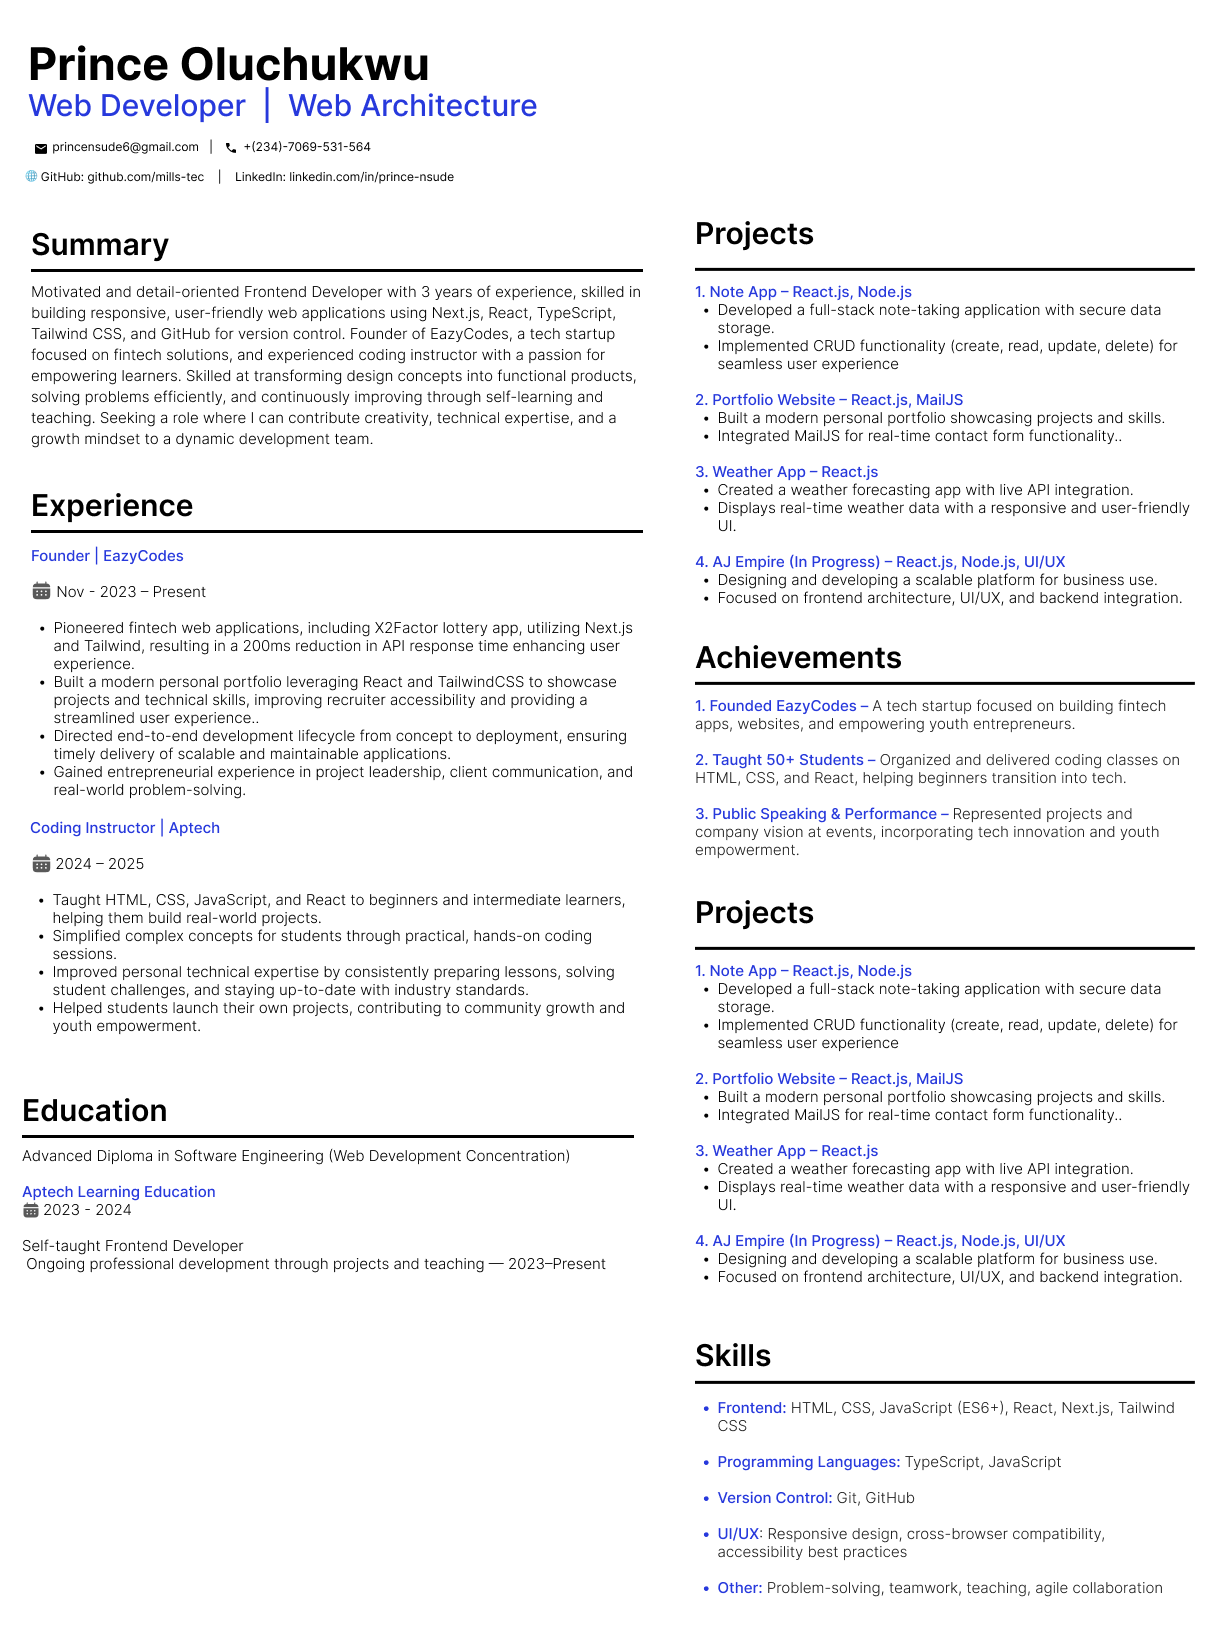 Prince Oluchukwu
Web Developer | Web Architecture
princensude6@gmail.com | +(234)-7069-531-564
GitHub: github.com/mills-tec | LinkedIn: linkedin.com/in/prince-nsude
Summary
Motivated and detail-oriented Frontend Developer with 3 years of experience, skilled in
building responsive, user-friendly web applications using Next.js, React, TypeScript,
Tailwind CSS, and GitHub for version control. Founder of EazyCodes, a tech startup
focused on fintech solutions, and experienced coding instructor with a passion for
empowering learners. Skilled at transforming design concepts into functional products,
solving problems efficiently, and continuously improving through self-learning and
teaching. Seeking a role where I can contribute creativity, technical expertise, and a
growth mindset to a dynamic development team.
Experience
Founder | EazyCodes
Nov - 2023 – Present
• Pioneered fintech web applications, including X2Factor lottery app, utilizing Next.js
and Tailwind, resulting in a 200ms reduction in API response time enhancing user
experience.
• Built a modern personal portfolio leveraging React and TailwindCSS to showcase
projects and technical skills, improving recruiter accessibility and providing a
streamlined user experience..
• Directed end-to-end development lifecycle from concept to deployment, ensuring
timely delivery of scalable and maintainable applications.
• Gained entrepreneurial experience in project leadership, client communication, and
real-world problem-solving.
Coding Instructor | Aptech
2024 – 2025
• Taught HTML, CSS, JavaScript, and React to beginners and intermediate learners,
helping them build real-world projects.
• Simplified complex concepts for students through practical, hands-on coding
sessions.
• Improved personal technical expertise by consistently preparing lessons, solving
student challenges, and staying up-to-date with industry standards.
• Helped students launch their own projects, contributing to community growth and
youth empowerment.
Education
Advanced Diploma in Software Engineering (Web Development Concentration)
Aptech Learning Education
2023 - 2024
Self-taught Frontend Developer
Ongoing professional development through projects and teaching — 2023–Present
Projects
1. Note App – React.js, Node.js
• Developed a full-stack note-taking application with secure data
storage.
• Implemented CRUD functionality (create, read, update, delete) for
seamless user experience
2. Portfolio Website – React.js, MailJS
• Built a modern personal portfolio showcasing projects and skills.
• Integrated MailJS for real-time contact form functionality..
3. Weather App – React.js
• Created a weather forecasting app with live API integration.
• Displays real-time weather data with a responsive and user-friendly
UI.
4. AJ Empire (In Progress) – React.js, Node.js, UI/UX
• Designing and developing a scalable platform for business use.
• Focused on frontend architecture, UI/UX, and backend integration.
Achievements
1. Founded EazyCodes – A tech startup focused on building fintech
apps, websites, and empowering youth entrepreneurs.
2. Taught 50+ Students – Organized and delivered coding classes on
HTML, CSS, and React, helping beginners transition into tech.
3. Public Speaking & Performance – Represented projects and
company vision at events, incorporating tech innovation and youth
empowerment.
Projects
1. Note App – React.js, Node.js
• Developed a full-stack note-taking application with secure data
storage.
• Implemented CRUD functionality (create, read, update, delete) for
seamless user experience
2. Portfolio Website – React.js, MailJS
• Built a modern personal portfolio showcasing projects and skills.
• Integrated MailJS for real-time contact form functionality..
3. Weather App – React.js
• Created a weather forecasting app with live API integration.
• Displays real-time weather data with a responsive and user-friendly
UI.
4. AJ Empire (In Progress) – React.js, Node.js, UI/UX
• Designing and developing a scalable platform for business use.
• Focused on frontend architecture, UI/UX, and backend integration.
Skills
• Frontend: HTML, CSS, JavaScript (ES6+), React, Next.js, Tailwind
CSS
• Programming Languages: TypeScript, JavaScript
• Version Control: Git, GitHub
• UI/UX: Responsive design, cross-browser compatibility,
accessibility best practices
• Other: Problem-solving, teamwork, teaching, agile collaboration